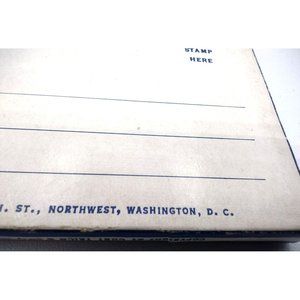 STAMP
HERE
ST., NORTHWEST, WASHINGTON, D. C.